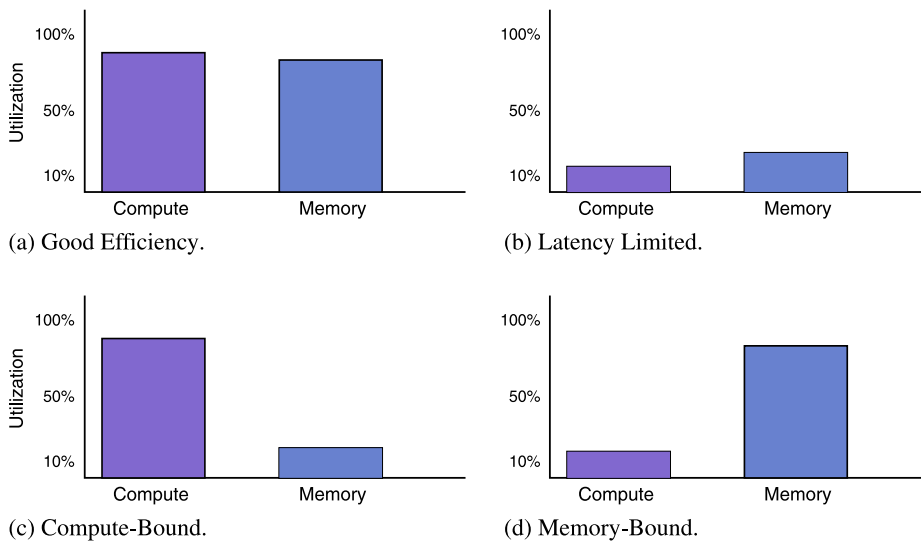 100%
50%
10%
Utilization
Compute Memory
(a) Good Efficiency.
100%
50%
10%
Compute Memory
(b) Latency Limited.
100%
50%
10%
Utilization
Compute Memory
(c) Compute-Bound.
100%
50%
10%
Compute Memory
(d) Memory-Bound.